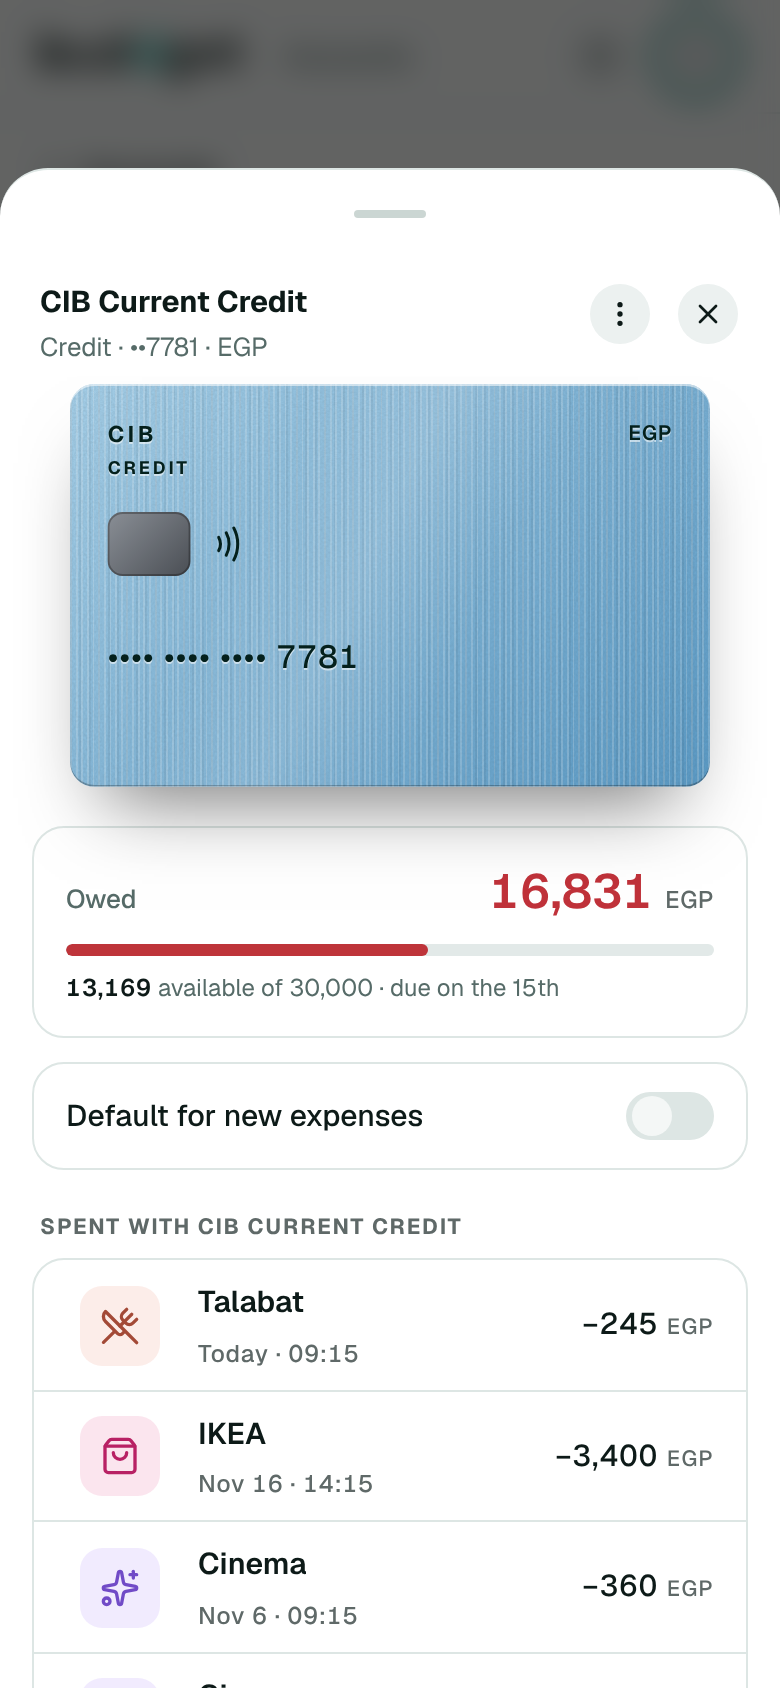 CIB Current Credit
Credit · ••7781 · EGP
CIB
EGP
CREDIT
•••• •••• •••• 7781
Owed
16,831 EGP
13,169 available of 30,000 · due on the 15th
Default for new expenses
SPENT WITH CIB CURRENT CREDIT
Talabat
−245 EGP
Today · 09:15
IKEA
−3,400 EGP
Nov 16 · 14:15
Cinema
−360 EGP
Nov 6 · 09:15